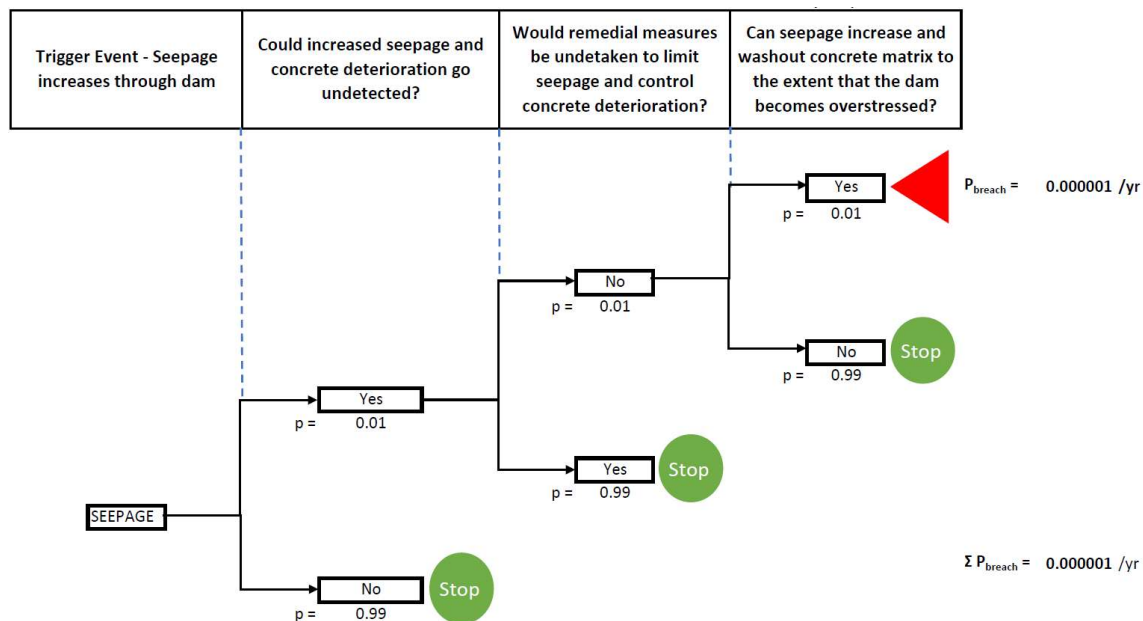 Trigger Event - Seepage
increases through dam
Could increased seepage and
concrete deterioration go
undetected?
Would remedial measures
be undetaken to limit
seepage and control
concrete deterioration?
Can seepage increase and
washout concrete matrix to
the extent that the dam
becomes overstressed?
Yes
p = 0.01
P breach = 0.000001 /yr
No
p = 0.01
No
p = 0.99
Stop
Yes
p = 0.01
Yes
p = 0.99
Stop
SEEPAGE
No
p = 0.99
Stop
Σ P breach = 0.000001 /yr